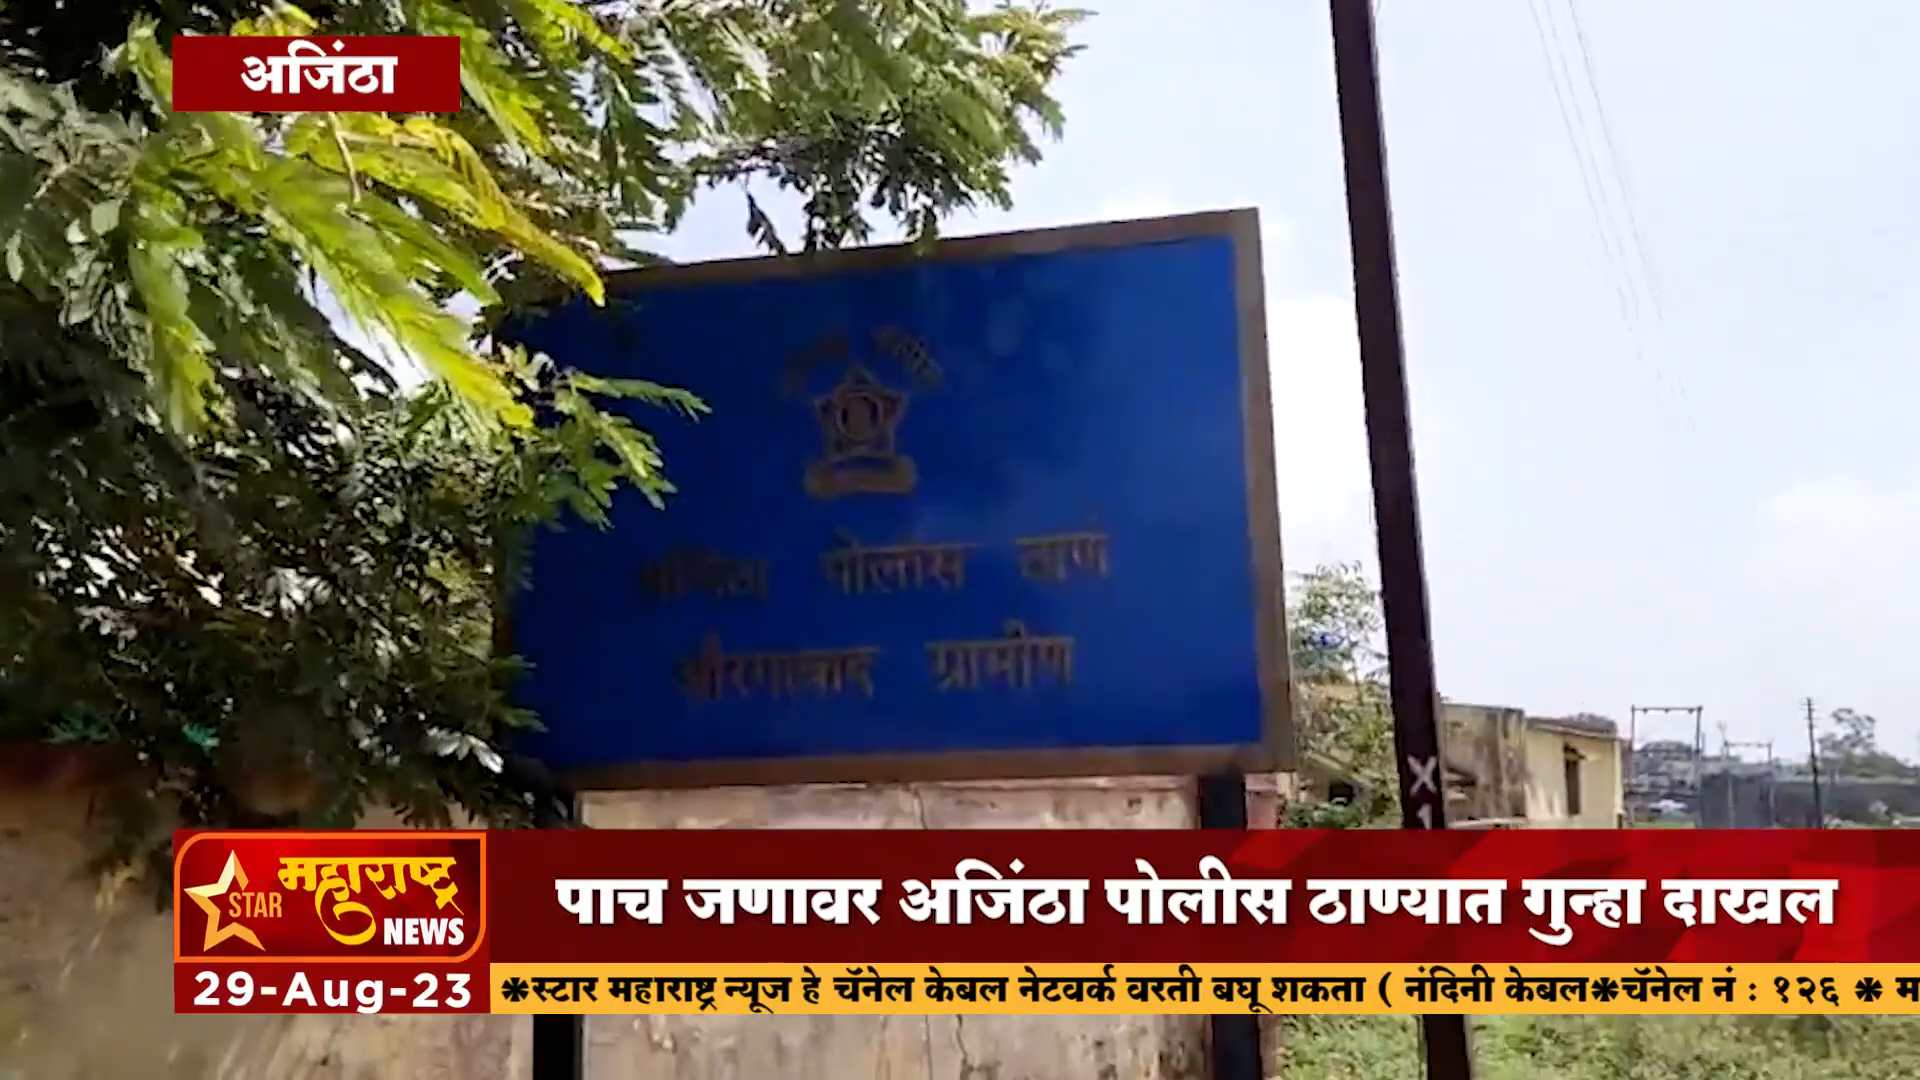 अजिंठा
पोलीस ठाणे
औरंगाबाद ग्रामीण
X
1
STAR महाराष्ट्र NEWS
पाच जणावर अजिंठा पोलीस ठाण्यात गुन्हा दाखल
29-Aug-23
❋स्टार महाराष्ट्र न्यूज हे चॅनेल केबल नेटवर्क वरती बघू शकता ( नंदिनी केबल❋चॅनेल नं : १२६ ❋